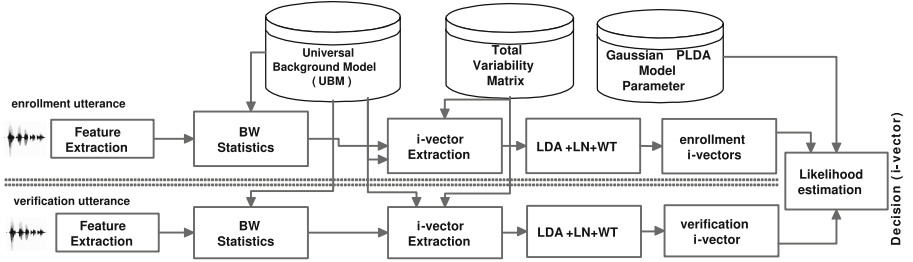 Universal
Background Model
( UBM )
Total
Variability
Matrix
Gaussian PLDA
Model
Parameter
enrollment utterance
Feature
Extraction
BW
Statistics
i-vector
Extraction
LDA +LN+WT
enrollment
i-vectors
Likelihood
estimation
Decision (i-vector)
verification utterance
Feature
Extraction
BW
Statistics
i-vector
Extraction
LDA +LN+WT
verification
i-vector